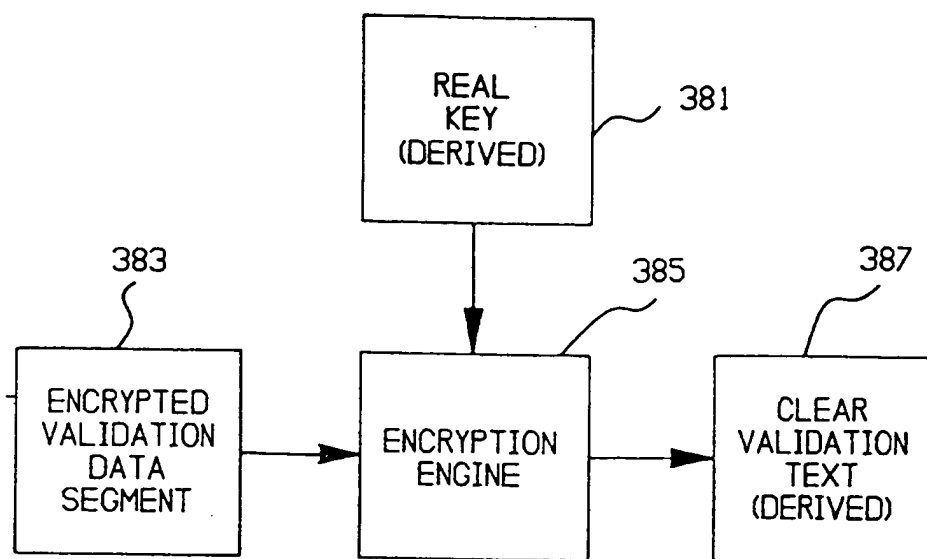 REAL
KEY
(DERIVED)
381
383
385
387
ENCRYPTED
VALIDATION
DATA
SEGMENT
ENCRYPTION
ENGINE
CLEAR
VALIDATION
TEXT
(DERIVED)